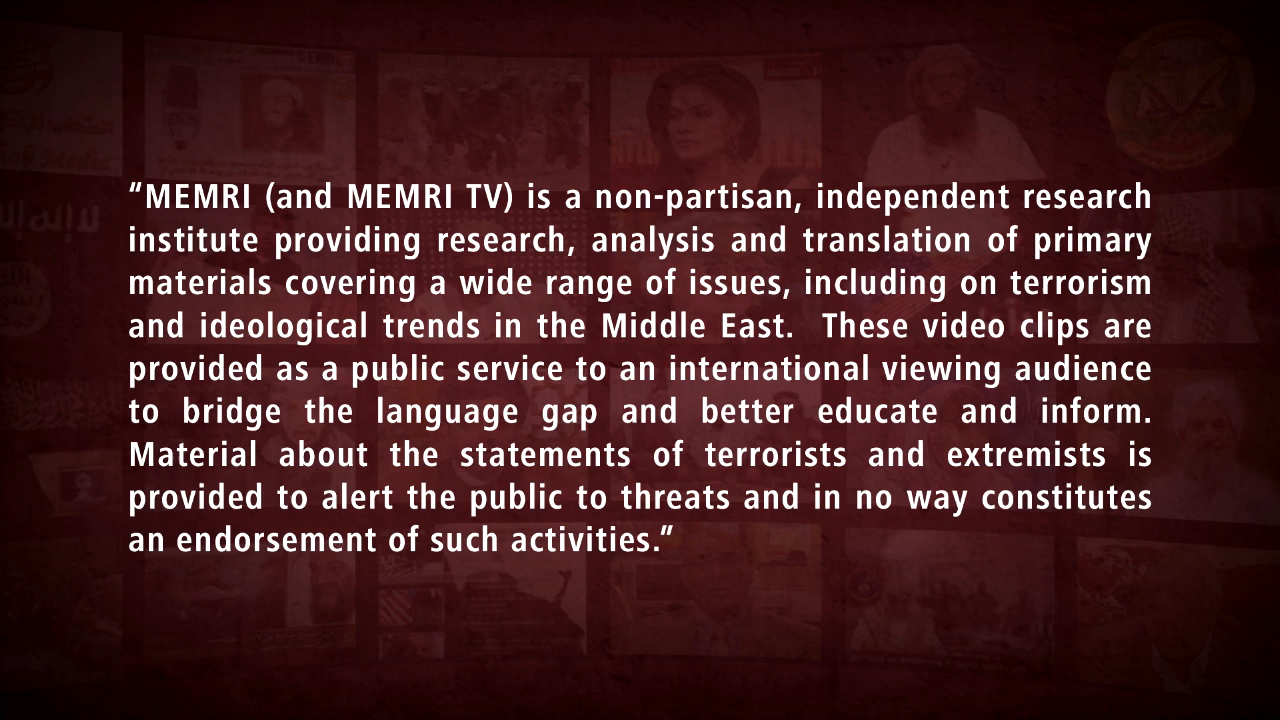 “MEMRI (and MEMRI TV) is a non-partisan, independent research
institute providing research, analysis and translation of primary
materials covering a wide range of issues, including on terrorism
and ideological trends in the Middle East.  These video clips are
provided as a public service to an international viewing audience
to bridge the language gap and better educate and inform.
Material about the statements of terrorists and extremists is
provided to alert the public to threats and in no way constitutes
an endorsement of such activities.”